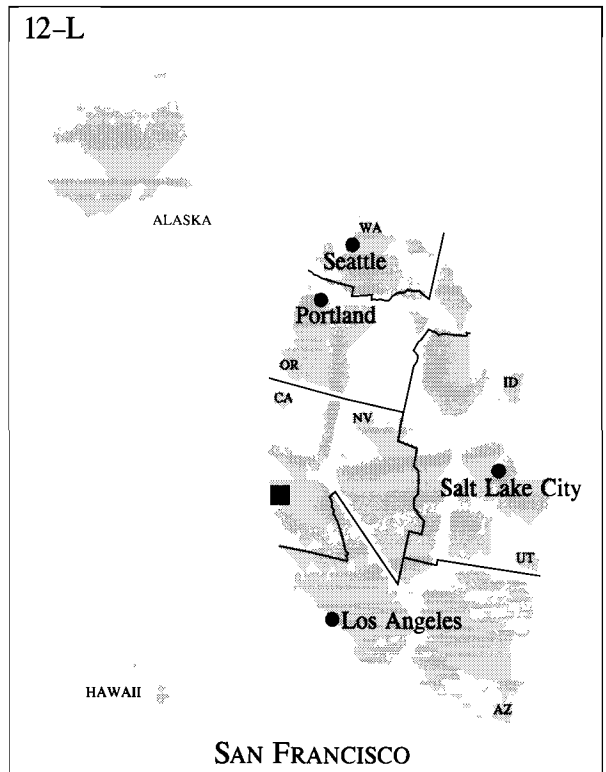 12–L
ALASKA
WA
Seattle
Portland
OR
CA
ID
NV
Salt Lake City
UT
Los Angeles
HAWAII
AZ
SAN FRANCISCO